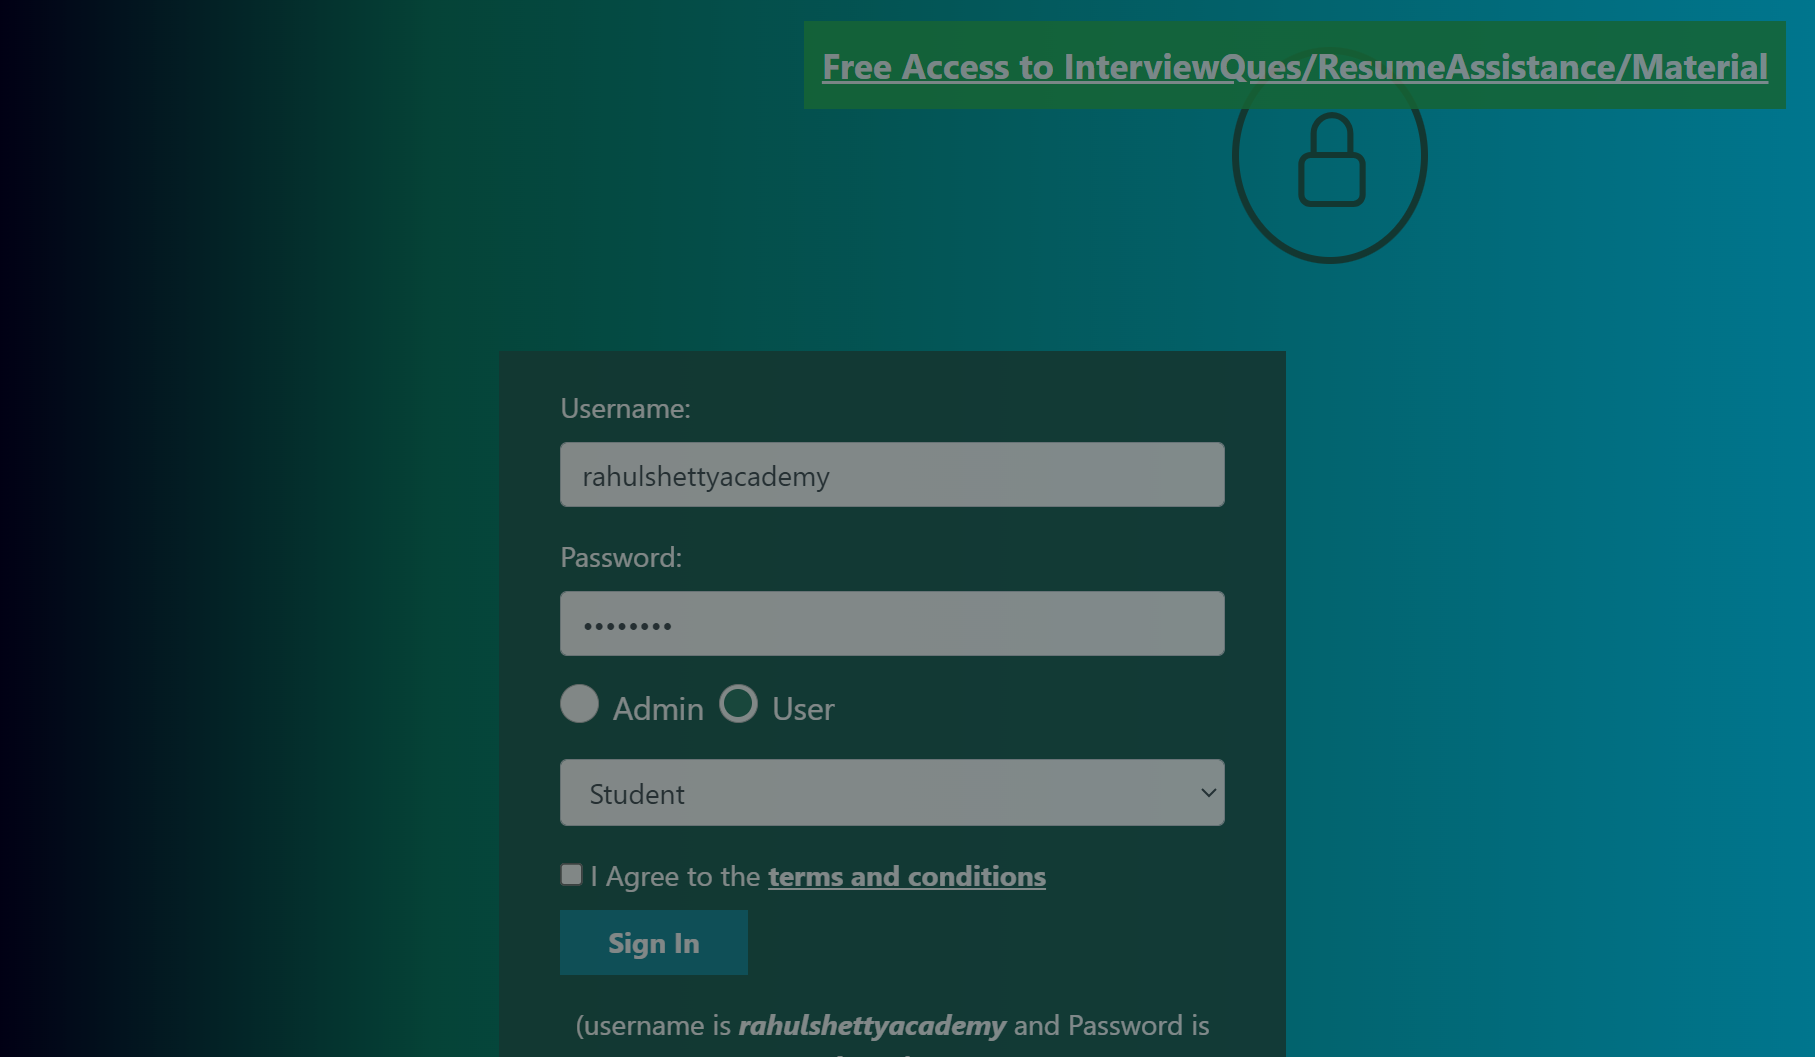 Free Access to InterviewQues/ResumeAssistance/Material
Username:
rahulshettyacademy
Password:
••••••••
Admin User
Student
I Agree to the terms and conditions
Sign In
(username is rahulshettyacademy and Password is